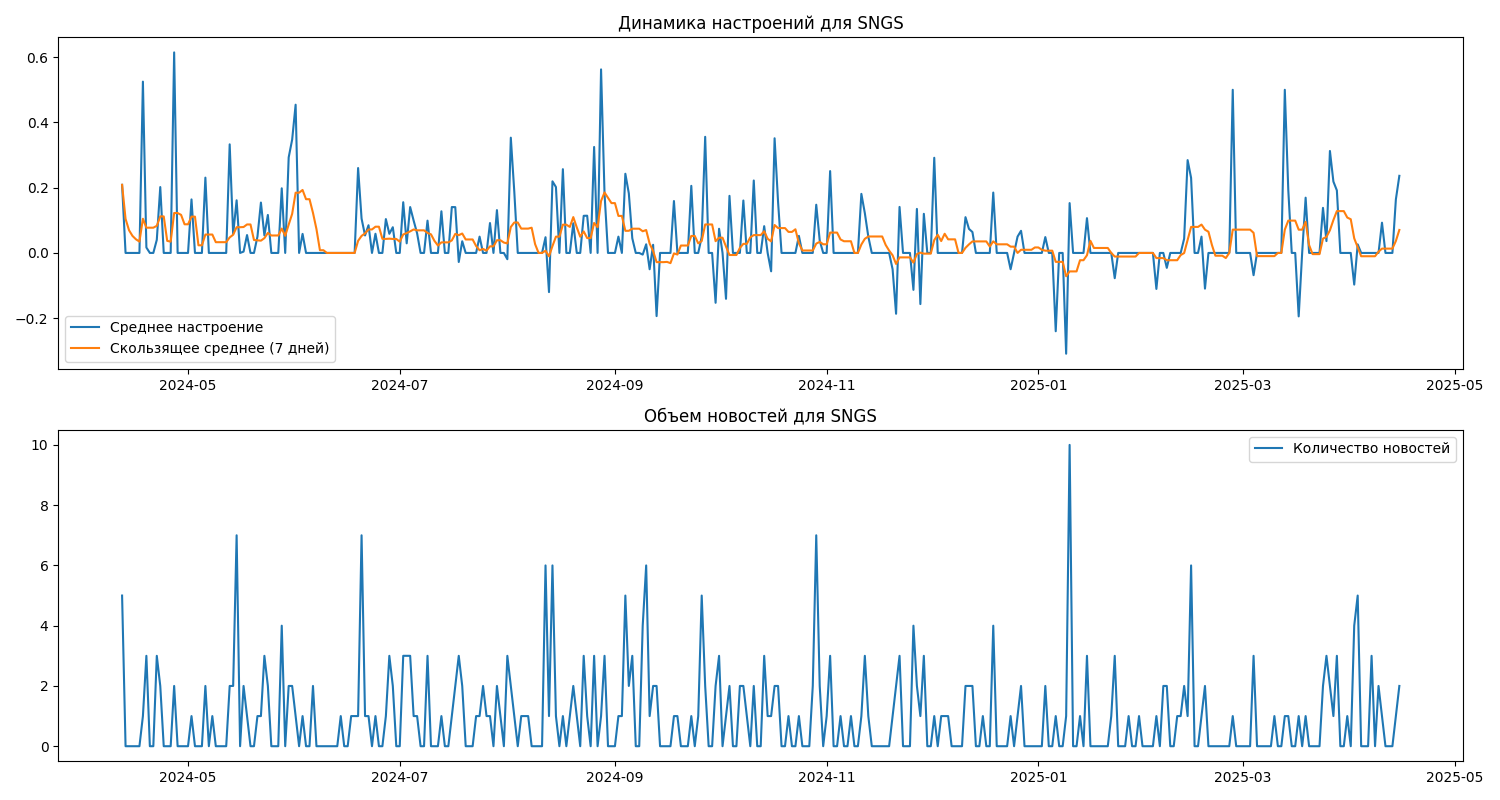 Динамика настроений для SNGS
0.6
0.4
0.2
0.0
−0.2
Среднее настроение
Скользящее среднее (7 дней)
2024-05 2024-07 2024-09 2024-11 2025-01 2025-03 2025-05
Объем новостей для SNGS
10
8
6
4
2
0
Количество новостей
2024-05 2024-07 2024-09 2024-11 2025-01 2025-03 2025-05